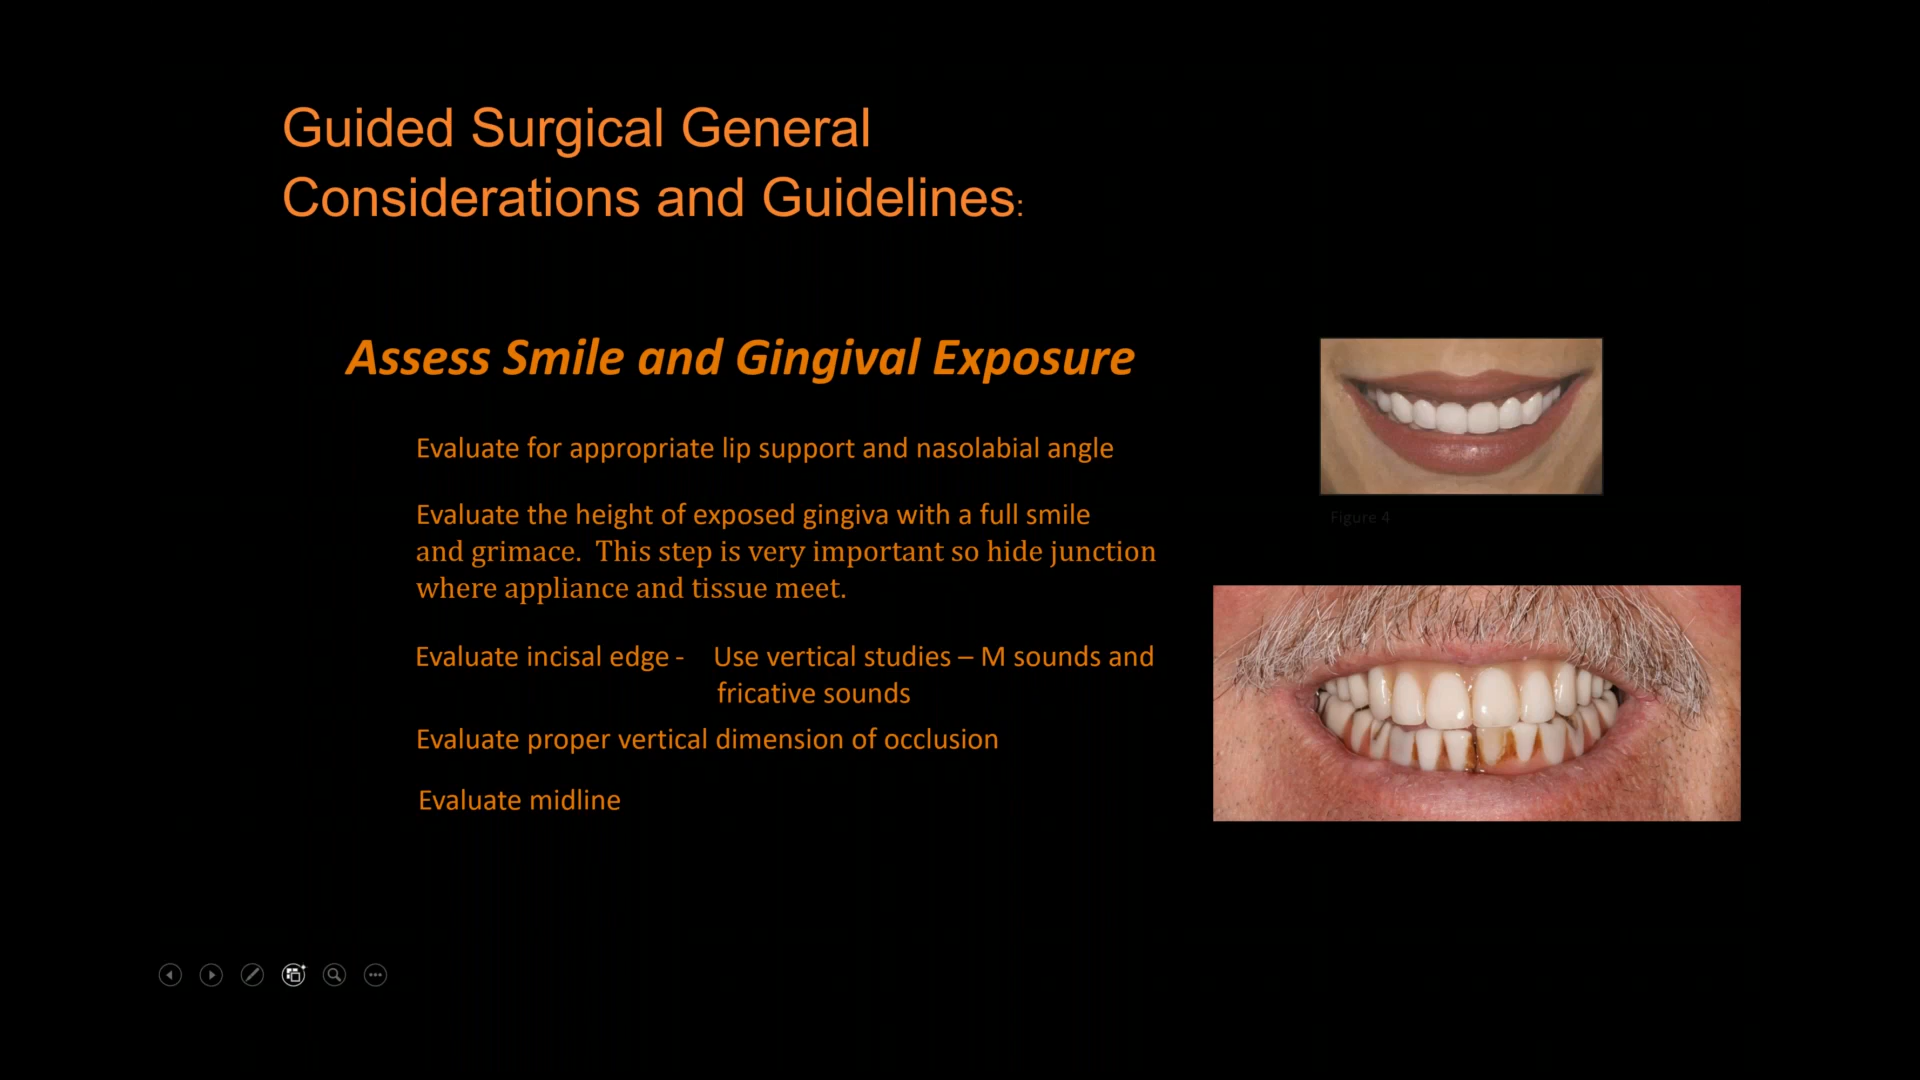 Guided Surgical General
Considerations and Guidelines:
Assess Smile and Gingival Exposure
Evaluate for appropriate lip support and nasolabial angle
Evaluate the height of exposed gingiva with a full smile
and grimace.  This step is very important so hide junction
where appliance and tissue meet.
Evaluate incisal edge -    Use vertical studies – M sounds and
fricative sounds
Evaluate proper vertical dimension of occlusion
Evaluate midline
Figure 4